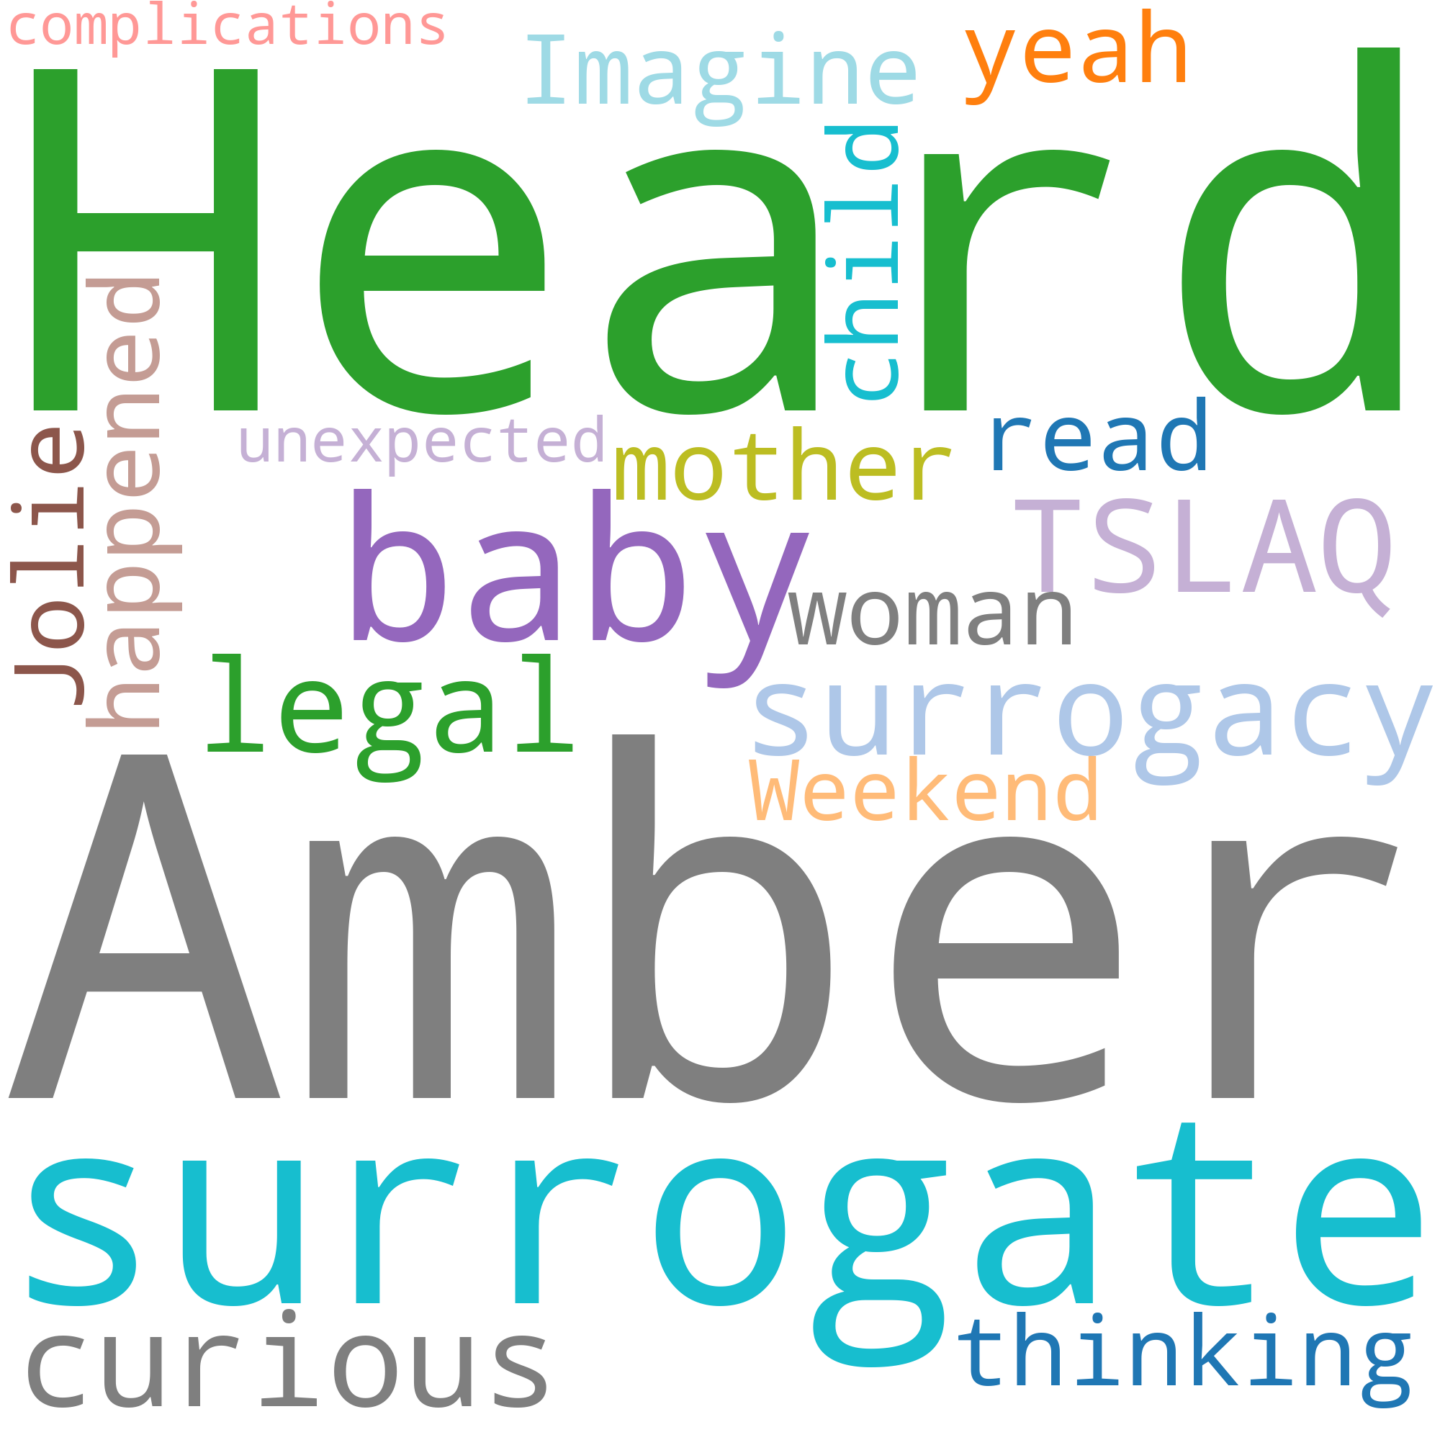 complications
Imagine
yeah
Heard
child
happened
Jolie
unexpected
mother
read
baby
TSLAQ
woman
legal
surrogacy
Weekend
Amber
surrogate
curious
thinking